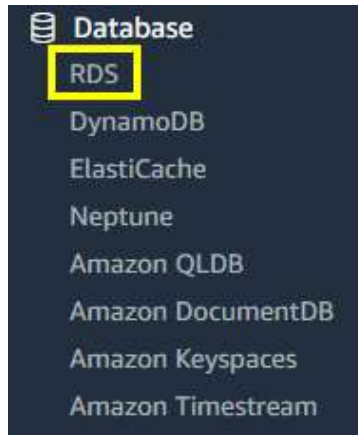 Database
RDS
DynamoDB
ElastiCache
Neptune
Amazon QLDB
Amazon DocumentDB
Amazon Keyspaces
Amazon Timestream